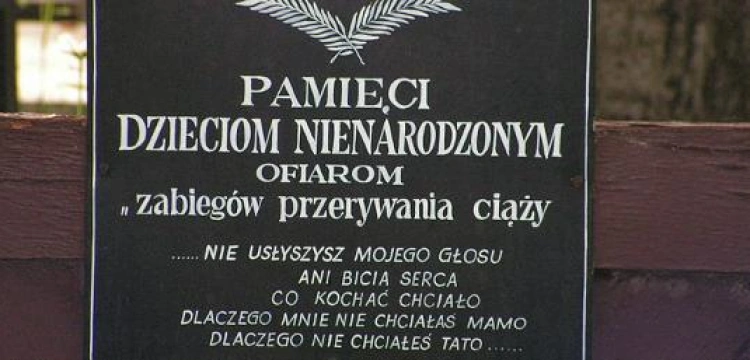 PAMIĘCI
DZIECIOM NIENARODZONYM
OFIAROM
„ zabiegów przerywania ciąży
......NIE USŁYSZYSZ MOJEGO GŁOSU
ANI BICIA SERCA
CO KOCHAĆ CHCIAŁO
DLACZEGO MNIE NIE CHCIAŁAŚ MAMO
DLACZEGO NIE CHCIAŁEŚ TATO......